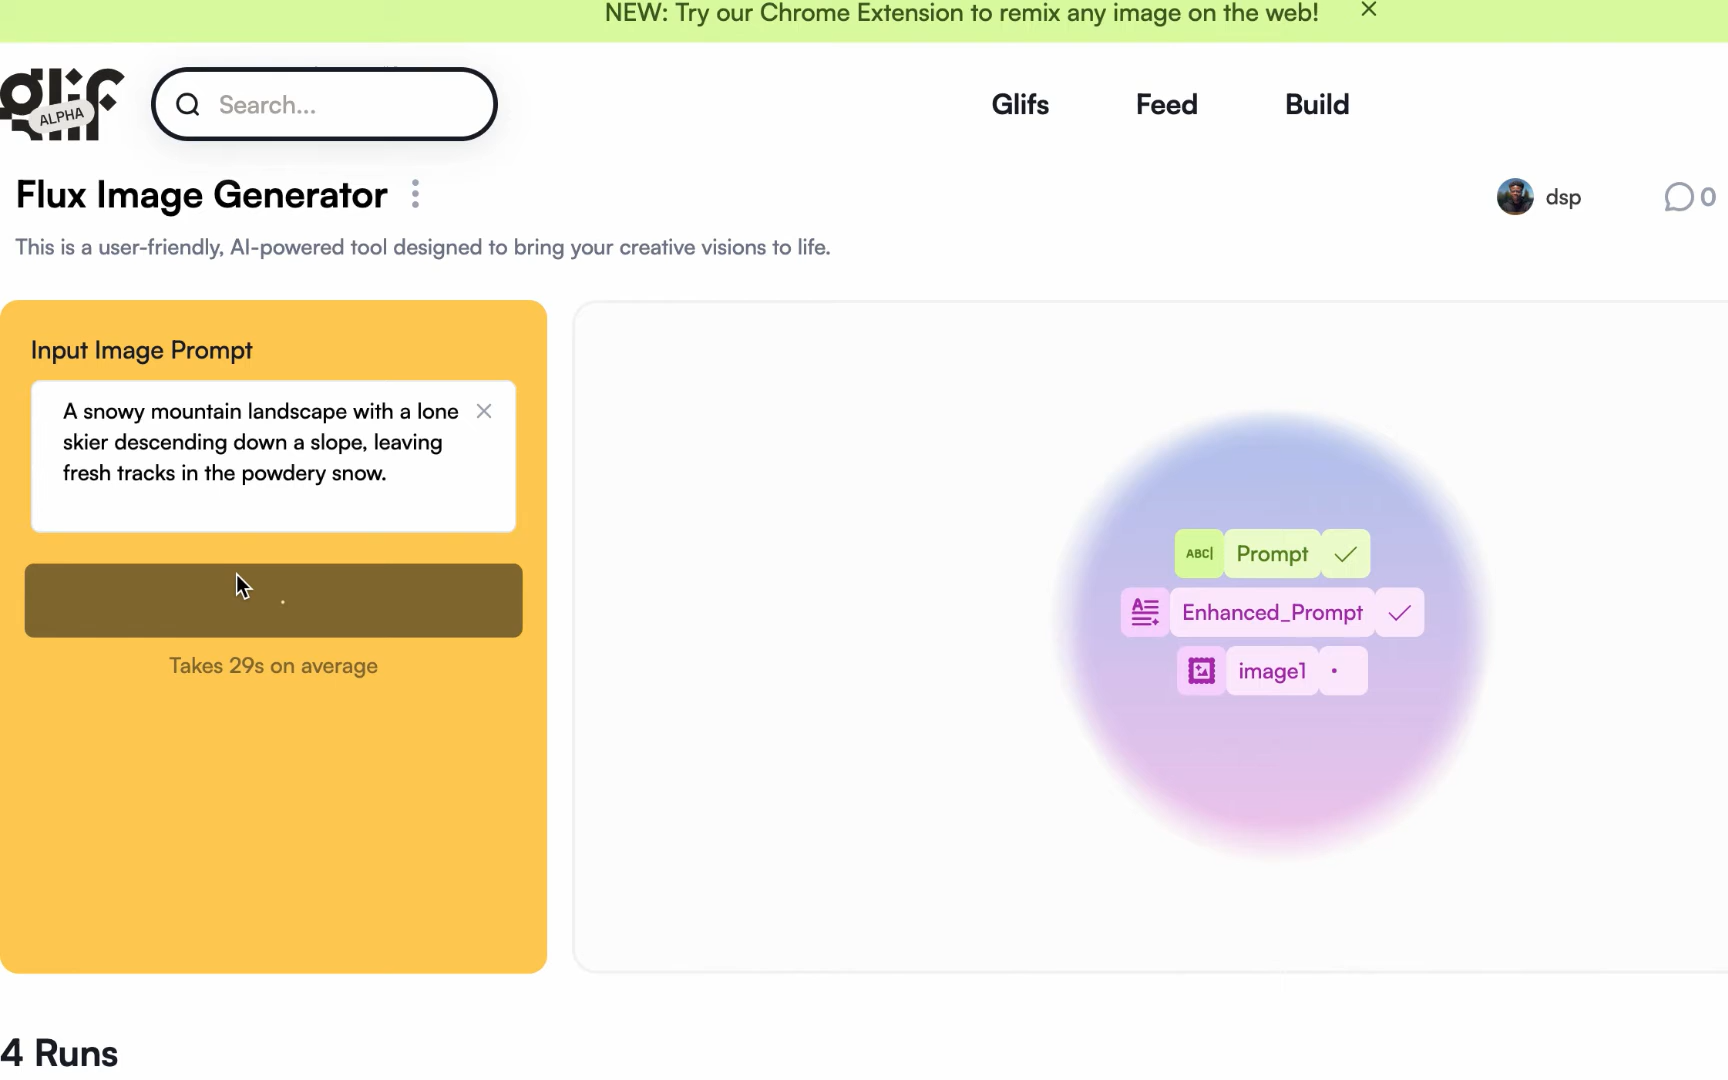 NEW: Try our Chrome Extension to remix any image on the web!
glif
ALPHA
Search...
Glifs
Feed
Build
Flux Image Generator
dsp
0
This is a user-friendly, AI-powered tool designed to bring your creative visions to life.
Input Image Prompt
A snowy mountain landscape with a lone
skier descending down a slope, leaving
fresh tracks in the powdery snow.
Takes 29s on average
ABC Prompt
Enhanced_Prompt
image1
4 Runs